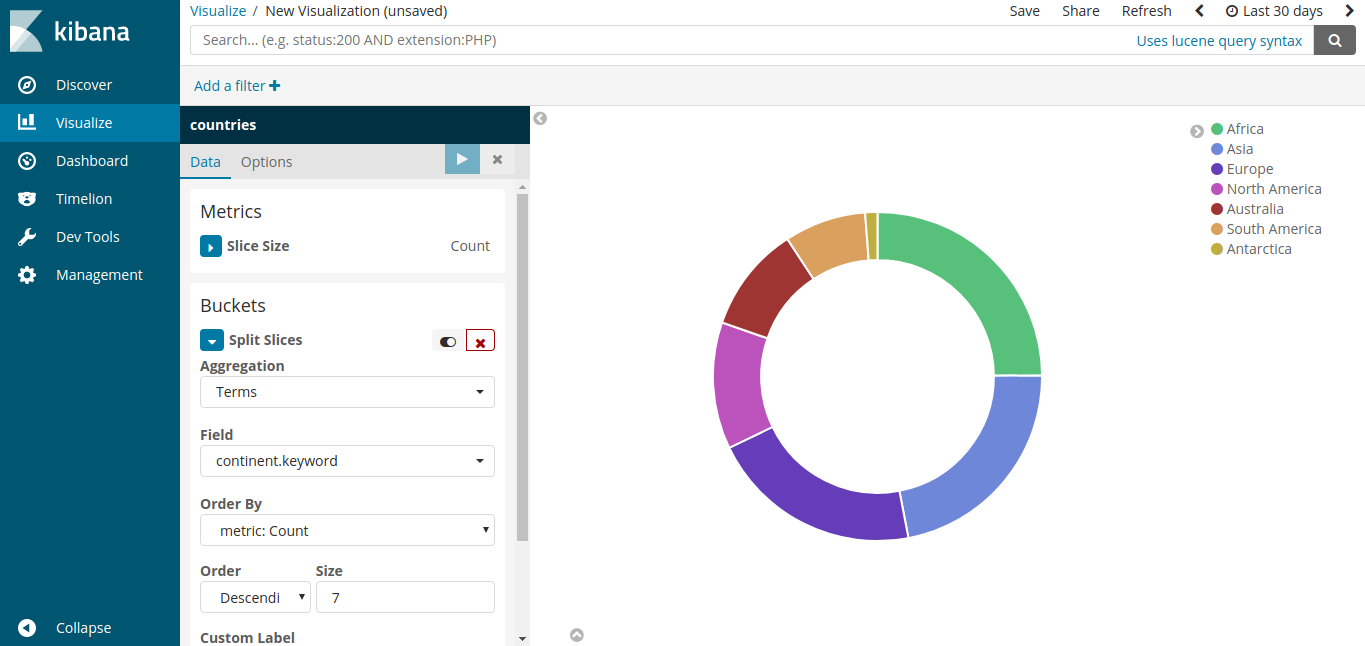 kibana
Discover
Visualize
Dashboard
Timelion
Dev Tools
Management
Collapse
Visualize / New Visualization (unsaved)
Save Share Refresh Last 30 days
Search... (e.g. status:200 AND extension:PHP) Uses lucene query syntax
Add a filter
countries
Data Options
Metrics
Slice Size Count
Buckets
Split Slices
Aggregation
Terms
Field
continent.keyword
Order By
metric: Count
Order Size
Descendi 7
Custom Label
Africa
Asia
Europe
North America
Australia
South America
Antarctica